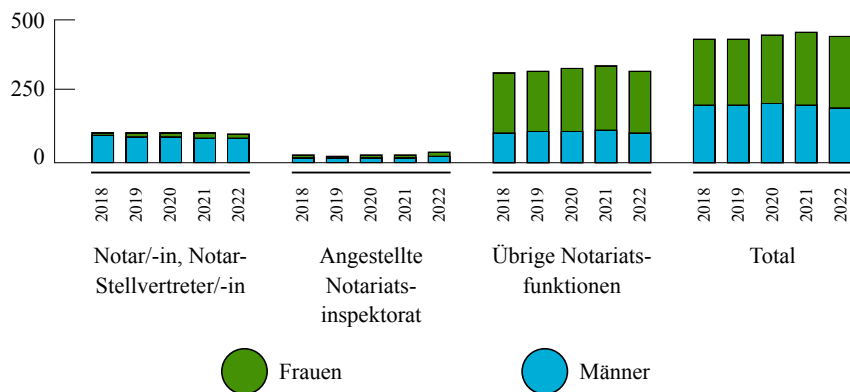 500
250
0
2018 2019 2020 2021 2022 2018 2019 2020 2021 2022 2018 2019 2020 2021 2022 2018 2019 2020 2021 2022
Notar/-in, Notar-
Stellvertreter/-in
Angestellte
Notariats-
inspektorat
Übrige Notariats-
funktionen
Total
Frauen Männer